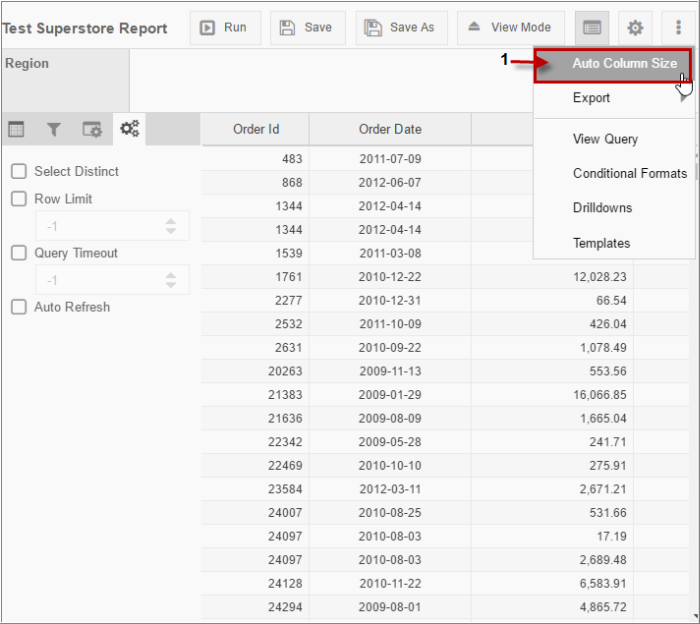 Test Superstore Report Run Save Save As View Mode
Region
1 Auto Column Size
Export
View Query
Conditional Formats
Drilldowns
Templates
Select Distinct
Row Limit
-1
Query Timeout
-1
Auto Refresh
Order Id Order Date
483 2011-07-09
868 2012-06-07
1344 2012-04-14
1344 2012-04-14
1539 2011-03-08
1761 2010-12-22 12,028.23
2277 2010-12-31 66.54
2532 2011-10-09 426.04
2631 2010-09-22 1,078.49
20263 2009-11-13 553.56
21383 2009-01-29 16,066.85
21636 2009-08-09 1,665.04
22342 2009-05-28 241.71
22469 2010-10-10 275.91
23584 2012-03-11 2,671.21
24007 2010-08-25 531.66
24097 2010-08-03 17.19
24097 2010-08-03 2,689.48
24128 2010-11-22 6,583.91
24294 2009-08-01 4,865.72